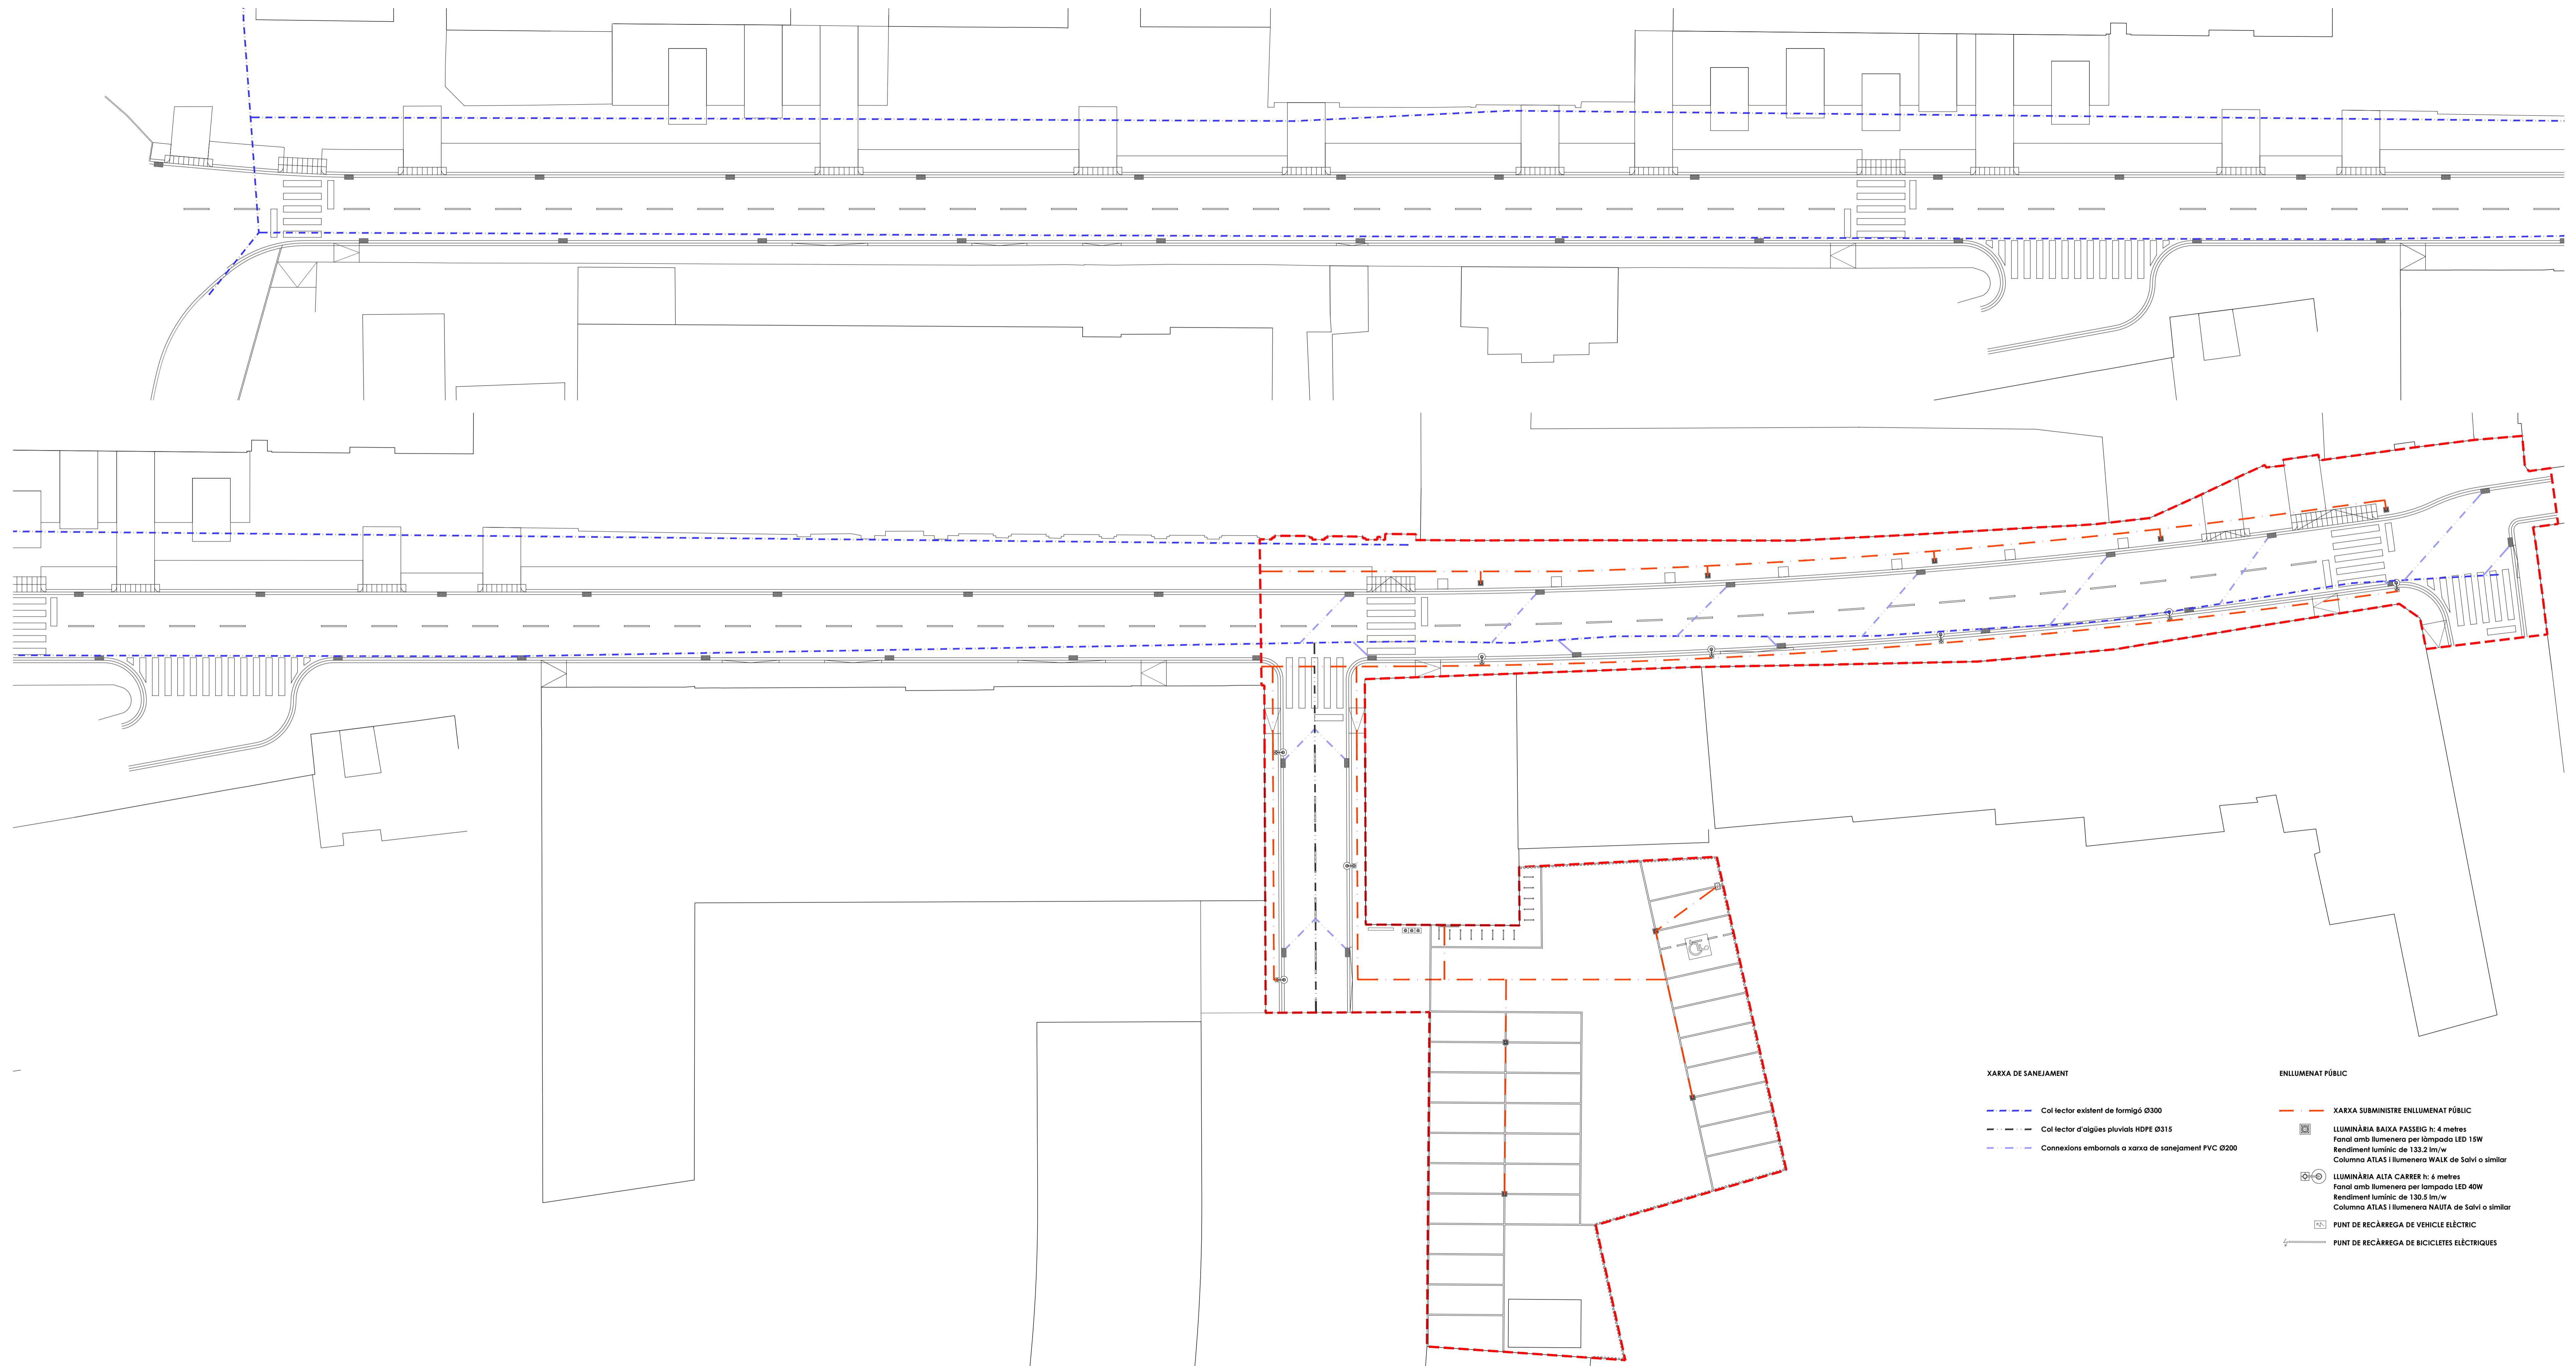 XARXA DE SANEJAMENT
Col·lector existent de formigó Ø300
Col·lector d'aigües pluvials HDPE Ø315
Connexions embornals a xarxa de sanejament PVC Ø200
ENLLUMENAT PÚBLIC
XARXA SUBMINISTRE ENLLUMENAT PÚBLIC
LLUMINÀRIA BAIXA PASSEIG h: 4 metres
Fanal amb llumenera per làmpada LED 15W
Rendiment lumínic de 133.2 lm/w
Columna ATLAS i llumenera WALK de Salvi o similar
LLUMINÀRIA ALTA CARRER h: 6 metres
Fanal amb llumenera per lampada LED 40W
Rendiment lumínic de 130.5 lm/w
Columna ATLAS i llumenera NAUTA de Salvi o similar
PUNT DE RECÀRREGA DE VEHICLE ELÈCTRIC
PUNT DE RECÀRREGA DE BICICLETES ELÈCTRIQUES